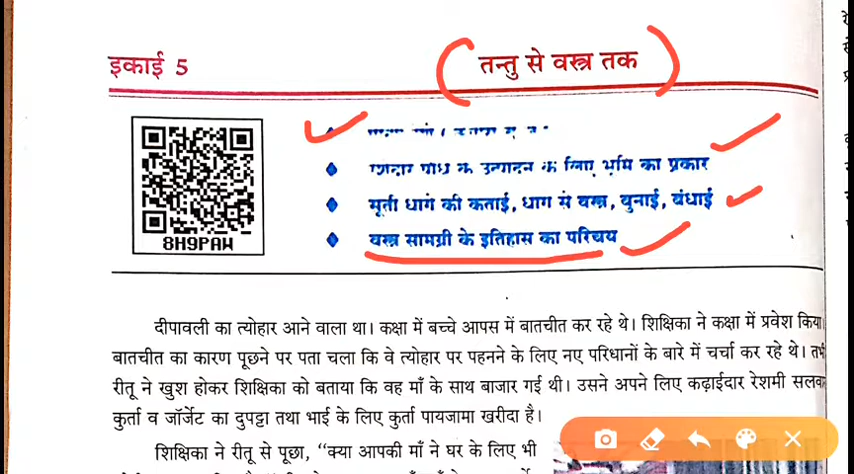 इकाई 5
तन्तु से वस्त्र तक
रेशेदार पौधे के उत्पादन के लिए भूमि का प्रकार
सूती धागे की कताई, धागे से वस्त्र, बुनाई, बंधाई
वस्त्र सामग्री के इतिहास का परिचय
8H9PAW
दीपावली का त्योहार आने वाला था। कक्षा में बच्चे आपस में बातचीत कर रहे थे। शिक्षिका ने कक्षा में प्रवेश किया
बातचीत का कारण पूछने पर पता चला कि वे त्योहार पर पहनने के लिए नए परिधानों के बारे में चर्चा कर रहे थे। तभी
रीतू ने खुश होकर शिक्षिका को बताया कि वह माँ के साथ बाजार गई थी। उसने अपने लिए कढ़ाईदार रेशमी सलवा
कुर्ता व जॉर्जेट का दुपट्टा तथा भाई के लिए कुर्ता पायजामा खरीदा है।
शिक्षिका ने रीतू से पूछा, “क्या आपकी माँ ने घर के लिए भी